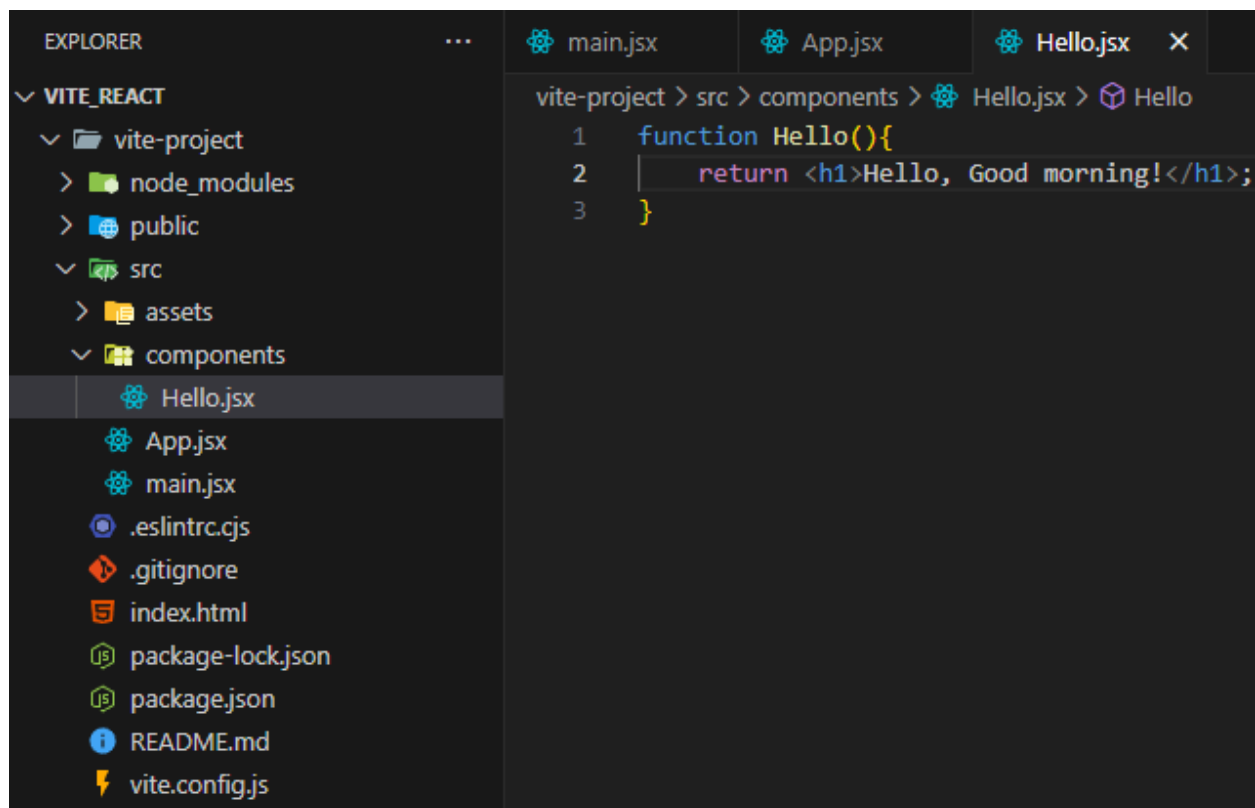 EXPLORER ...
VITE_REACT
vite-project
node_modules
public
src
assets
components
Hello.jsx
App.jsx
main.jsx
.eslintrc.cjs
.gitignore
index.html
package-lock.json
package.json
README.md
vite.config.js
main.jsx App.jsx Hello.jsx
vite-project > src > components > Hello.jsx > Hello
1 function Hello(){
2 return <h1>Hello, Good morning!</h1>;
3 }